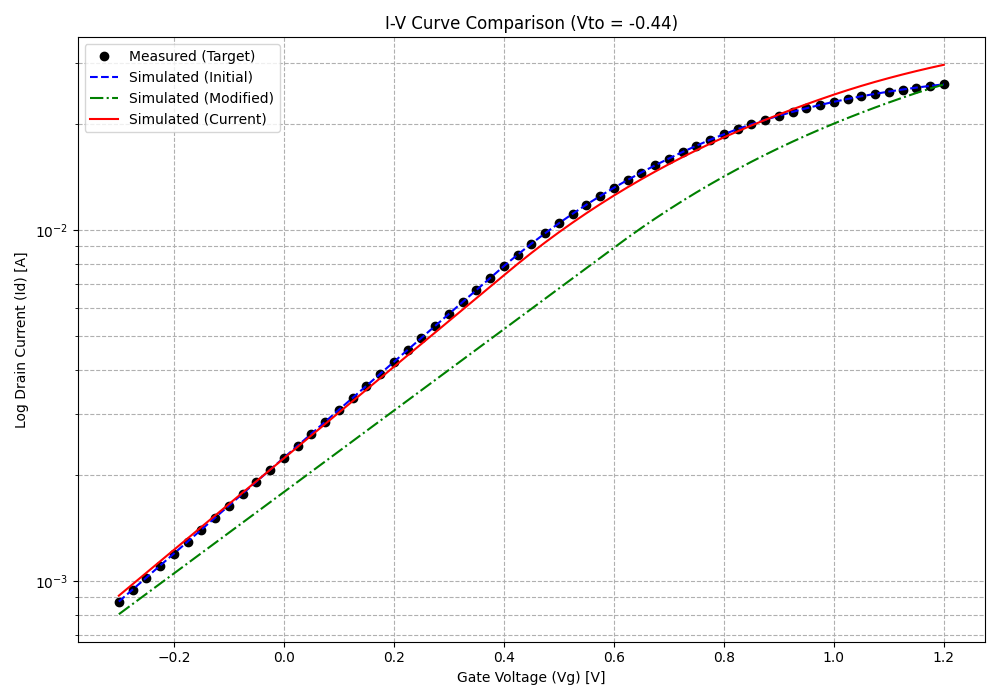 I-V Curve Comparison (Vto = -0.44)
Measured (Target)
Simulated (Initial)
Simulated (Modified)
Simulated (Current)
Log Drain Current (Id) [A]
10⁻²
10⁻³
−0.2 0.0 0.2 0.4 0.6 0.8 1.0 1.2
Gate Voltage (Vg) [V]